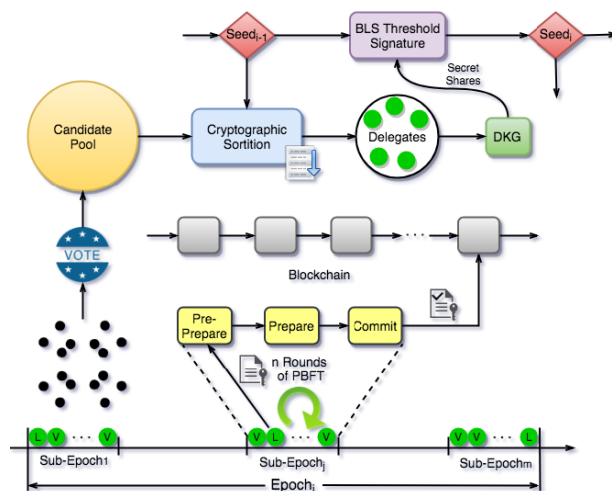 Seedi-1
BLS Threshold
Signature
Seedi
Secret
Shares
Candidate
Pool
Cryptographic
Sortition
Delegates
DKG
VOTE
· · ·
Blockchain
Pre-
Prepare
Prepare
Commit
n Rounds
of PBFT
L V · · · V
V L · · · V
V V · · · L
Sub-Epoch1
Sub-Epochj
Sub-Epochm
Epochi